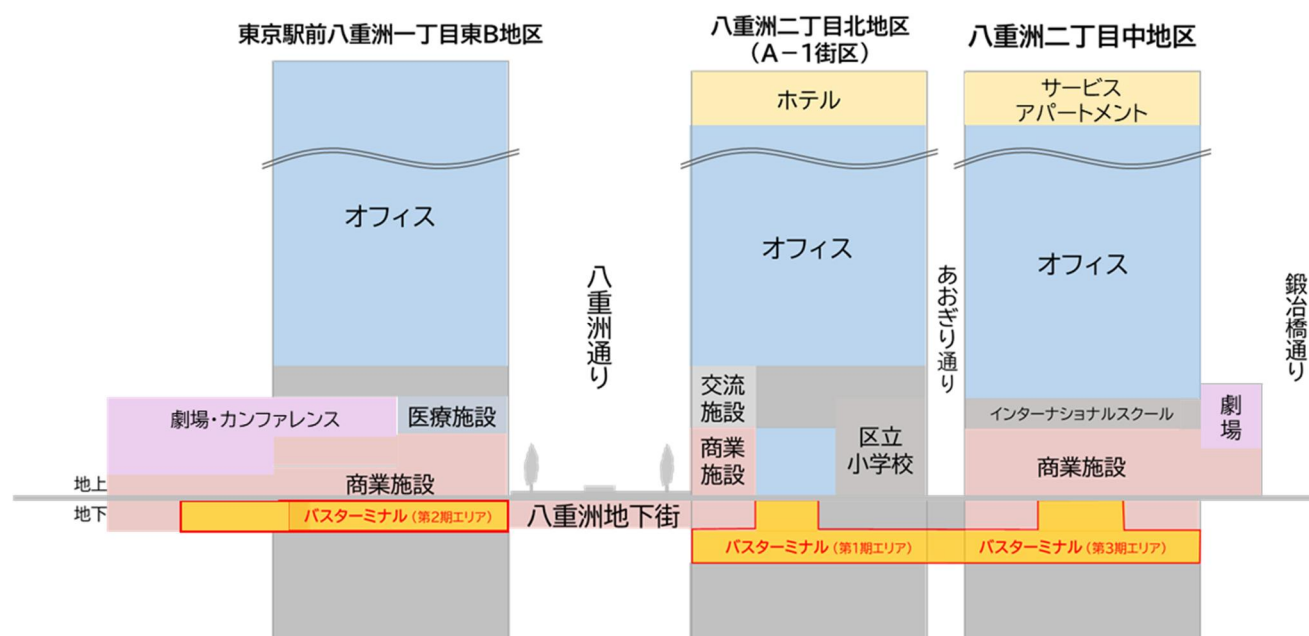 東京駅前八重洲一丁目東B地区
八重洲二丁目北地区
（A－1街区）
八重洲二丁目中地区
ホテル
サービス
アパートメント
オフィス
オフィス
オフィス
八重洲通り
あおぎり通り
鍛冶橋通り
劇場・カンファレンス
医療施設
商業施設
交流
施設
商業
施設
区立
小学校
インターナショナルスクール
商業施設
劇
場
地上
地下
バスターミナル（第2期エリア）
八重洲地下街
バスターミナル（第1期エリア）
バスターミナル（第3期エリア）